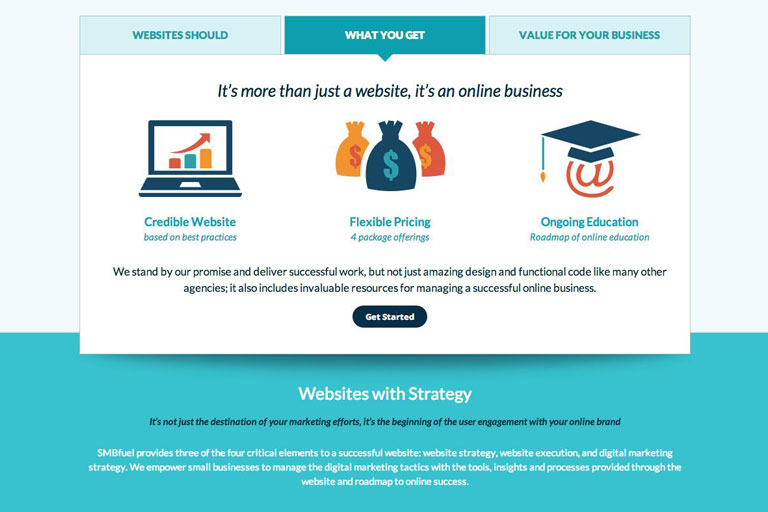 WEBSITES SHOULD
WHAT YOU GET
VALUE FOR YOUR BUSINESS
It's more than just a website, it's an online business
$ $ $
@
Credible Website
based on best practices
Flexible Pricing
4 package offerings
Ongoing Education
Roadmap of online education
We stand by our promise and deliver successful work, but not just amazing design and functional code like many other
agencies; it also includes invaluable resources for managing a successful online business.
Get Started
Websites with Strategy
It's not just the destination of your marketing efforts, it's the beginning of the user engagement with your online brand
SMBfuel provides three of the four critical elements to a successful website: website strategy, website execution, and digital marketing
strategy. We empower small businesses to manage the digital marketing tactics with the tools, insights and processes provided through the
website and roadmap to online success.